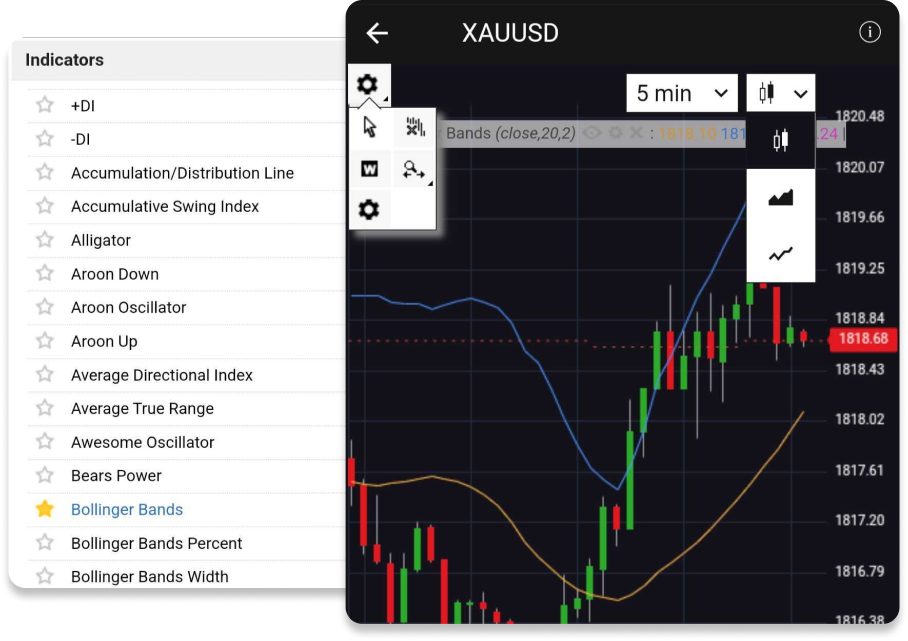 Indicators
+DI
-DI
Accumulation/Distribution Line
Accumulative Swing Index
Alligator
Aroon Down
Aroon Oscillator
Aroon Up
Average Directional Index
Average True Range
Awesome Oscillator
Bears Power
Bollinger Bands
Bollinger Bands Percent
Bollinger Bands Width
XAUUSD
5 min
W
Bands (close,20,2) : 1818.10 181
.24
1820.48
1820.07
1819.66
1819.25
1818.84
1818.68
1818.43
1818.02
1817.61
1817.20
1816.79
1816.38